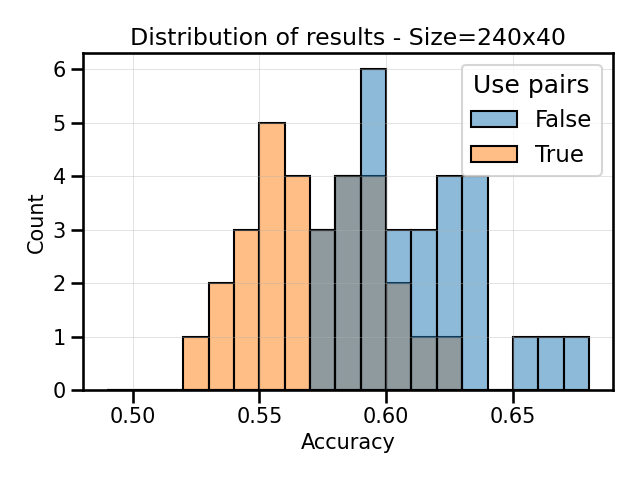 Distribution of results - Size=240x40
Use pairs
False
True
Count
6
5
4
3
2
1
0
0.50 0.55 0.60 0.65
Accuracy